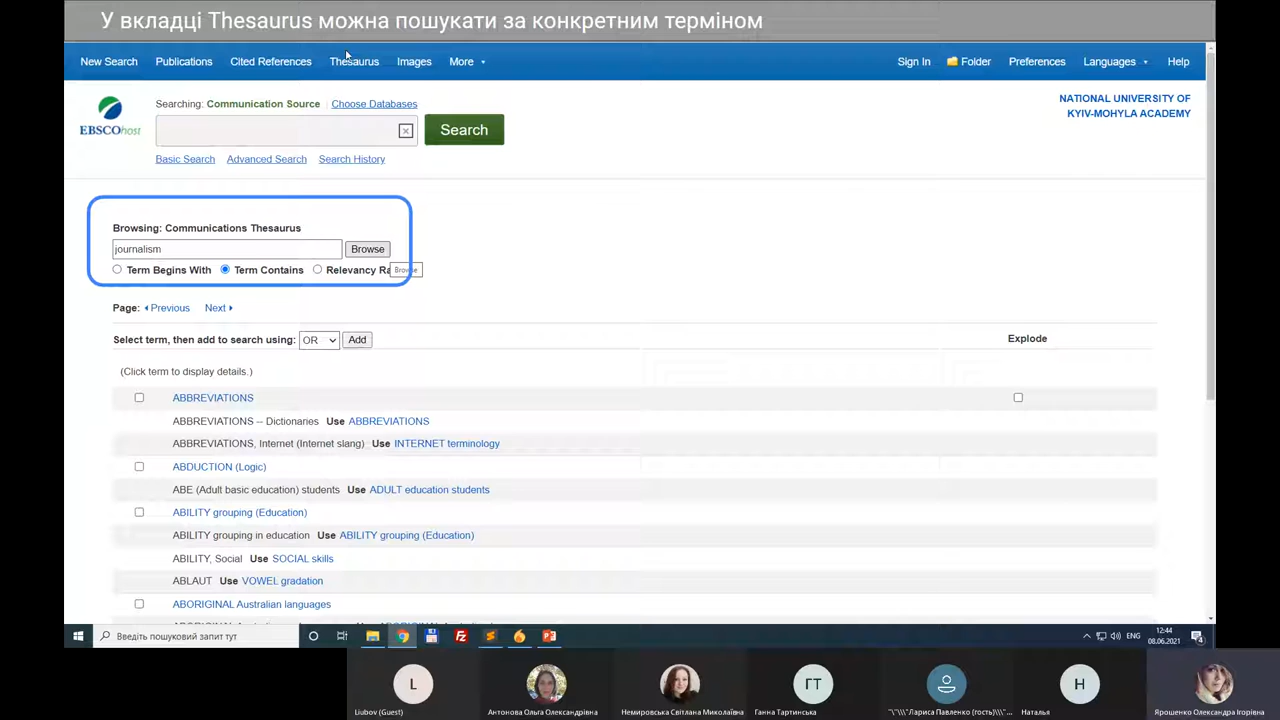 У вкладці Thesaurus можна пошукати за конкретним терміном
New Search Publications Cited References Thesaurus Images More Sign In Folder Preferences Languages Help
Searching: Communication Source Choose Databases
NATIONAL UNIVERSITY OF
KYIV-MOHYLA ACADEMY
EBSCOhost
Search
Basic Search Advanced Search Search History
Browsing: Communications Thesaurus
journalism Browse
Term Begins With Term Contains Relevancy Ra Browse
Page: Previous Next
Select term, then add to search using: OR Add Explode
(Click term to display details.)
ABBREVIATIONS
ABBREVIATIONS -- Dictionaries Use ABBREVIATIONS
ABBREVIATIONS, Internet (Internet slang) Use INTERNET terminology
ABDUCTION (Logic)
ABE (Adult basic education) students Use ADULT education students
ABILITY grouping (Education)
ABILITY grouping in education Use ABILITY grouping (Education)
ABILITY, Social Use SOCIAL skills
ABLAUT Use VOWEL gradation
ABORIGINAL Australian languages
Введіть пошуковий запит тут
ENG
12:44
08.06.2021
4
L ГТ Н
Liubov (Guest) Антонова Ольга Олександрівна Немировська Світлана Миколаївна Ганна Тартинська "\"\\\"Лариса Павленко (гость)\\\"... Наталья Ярошенко Олександра Ігорівна